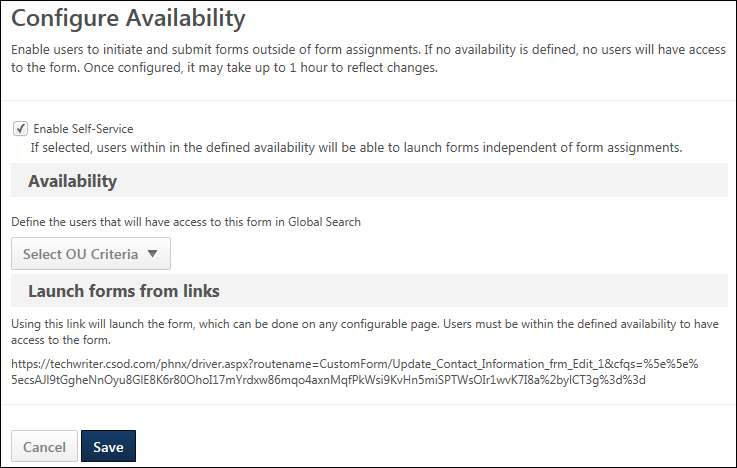 Configure Availability
Enable users to initiate and submit forms outside of form assignments. If no availability is defined, no users will have access
to the form. Once configured, it may take up to 1 hour to reflect changes.
Enable Self-Service
If selected, users within in the defined availability will be able to launch forms independent of form assignments.
Availability
Define the users that will have access to this form in Global Search
Select OU Criteria
Launch forms from links
Using this link will launch the form, which can be done on any configurable page. Users must be within the defined availability to have
access to the form.
https://techwriter.csod.com/phnx/driver.aspx?routename=CustomForm/Update_Contact_Information_frm_Edit_1&cfqs=%5e%5e%
5ecsAJl9tGgheNnOyu8GlE8K6r80OhoI17mYrdxw86mqo4axnMqfPkWsi9KvHn5miSPTWsOIr1wvK7I8a%2bylCT3g%3d%3d
Cancel
Save